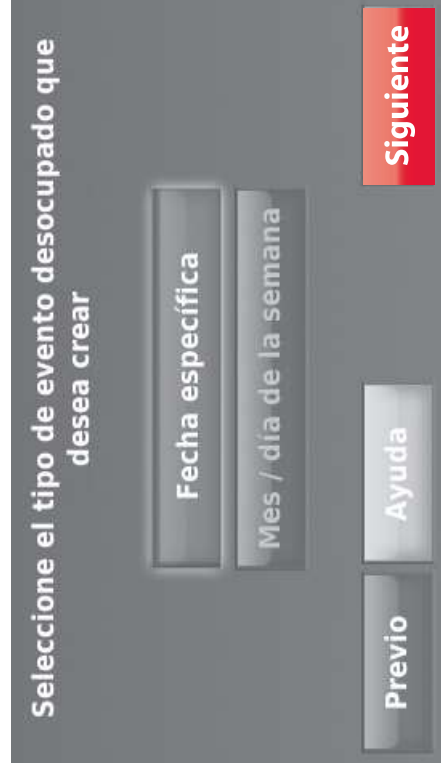 Seleccione el tipo de evento desocupado que
desea crear
Fecha específica
Mes / día de la semana
Previo
Ayuda
Siguiente